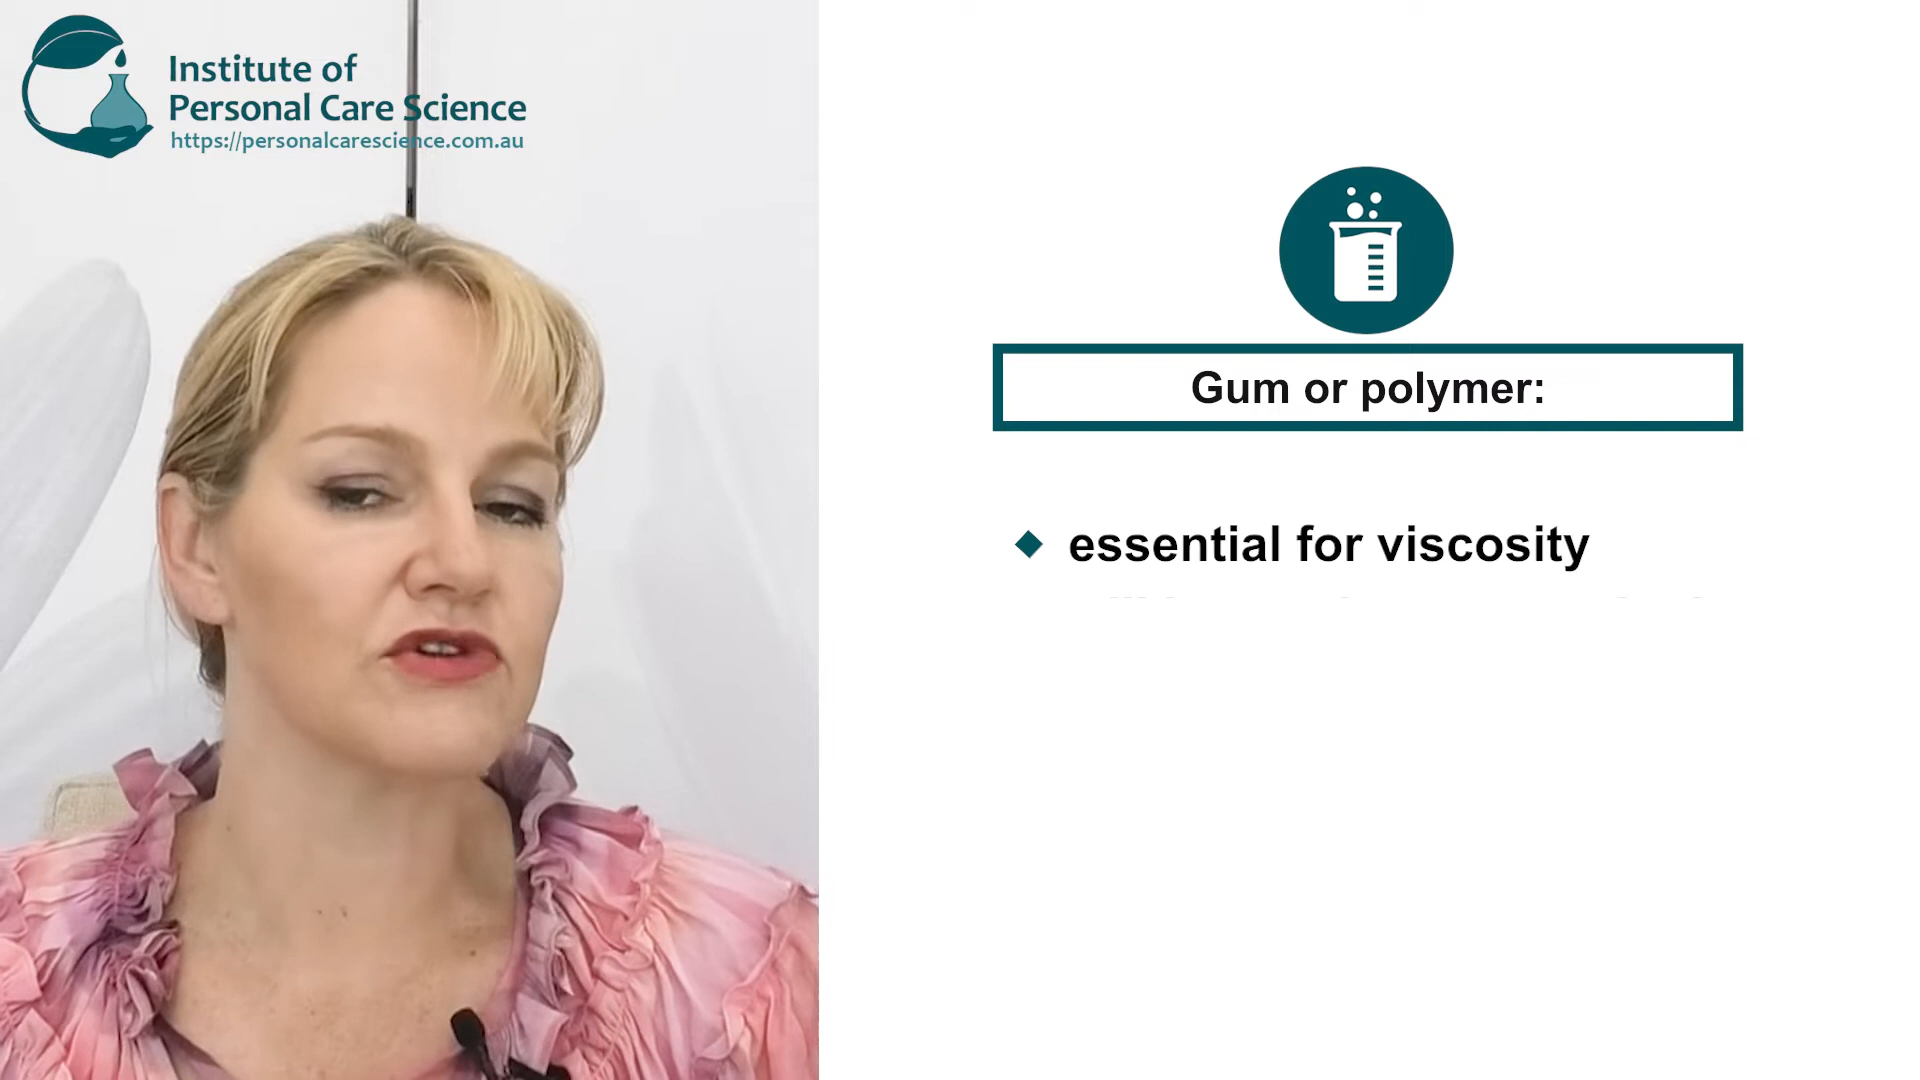 Institute of
Personal Care Science
https://personalcarescience.com.au
Gum or polymer:
essential for viscosity